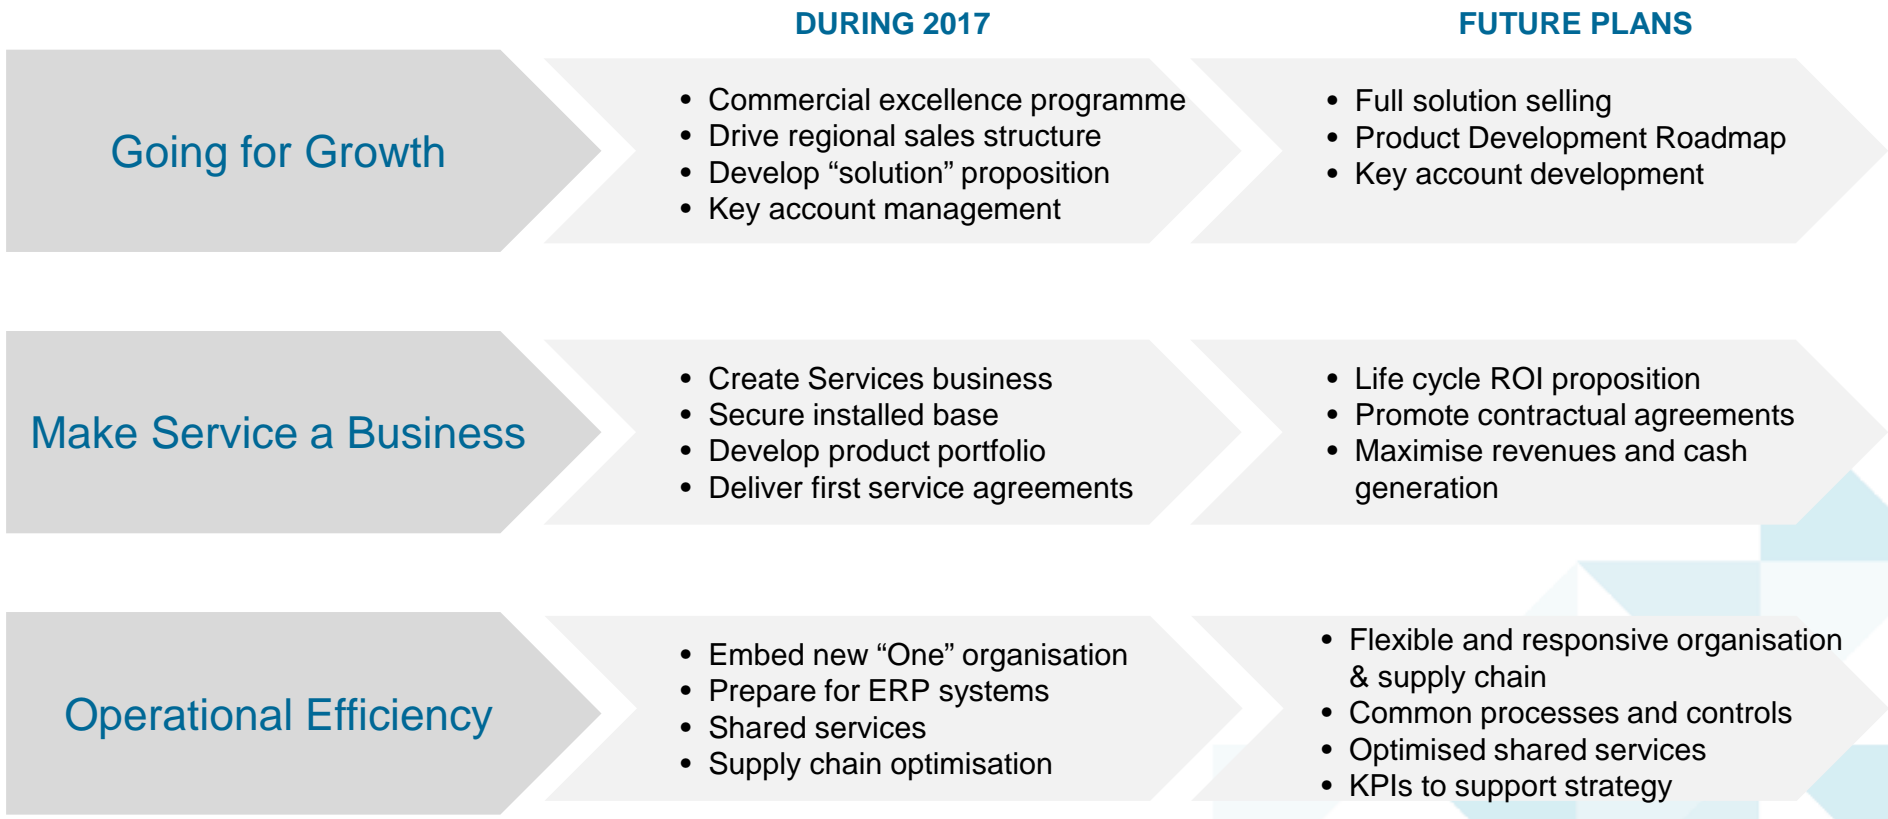 DURING 2017
FUTURE PLANS
Going for Growth
• Commercial excellence programme
• Drive regional sales structure
• Develop “solution” proposition
• Key account management
• Full solution selling
• Product Development Roadmap
• Key account development
Make Service a Business
• Create Services business
• Secure installed base
• Develop product portfolio
• Deliver first service agreements
• Life cycle ROI proposition
• Promote contractual agreements
• Maximise revenues and cash
generation
Operational Efficiency
• Embed new “One” organisation
• Prepare for ERP systems
• Shared services
• Supply chain optimisation
• Flexible and responsive organisation
& supply chain
• Common processes and controls
• Optimised shared services
• KPIs to support strategy